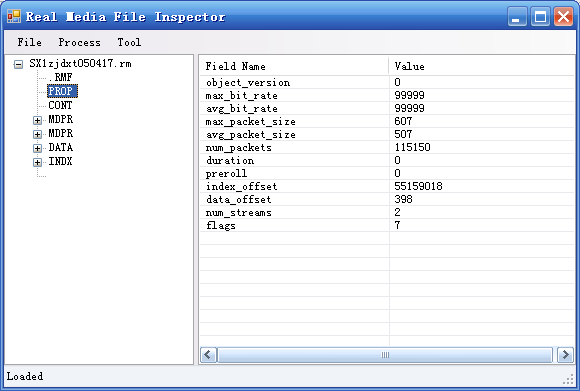 Real Media File Inspector
File Process Tool
SX1zjdxt050417.rm
.RMF
PROP
CONT
MDPR
MDPR
DATA
INDX
Field Name Value
object_version 0
max_bit_rate 99999
avg_bit_rate 99999
max_packet_size 607
avg_packet_size 507
num_packets 115150
duration 0
preroll 0
index_offset 55159018
data_offset 398
num_streams 2
flags 7
Loaded